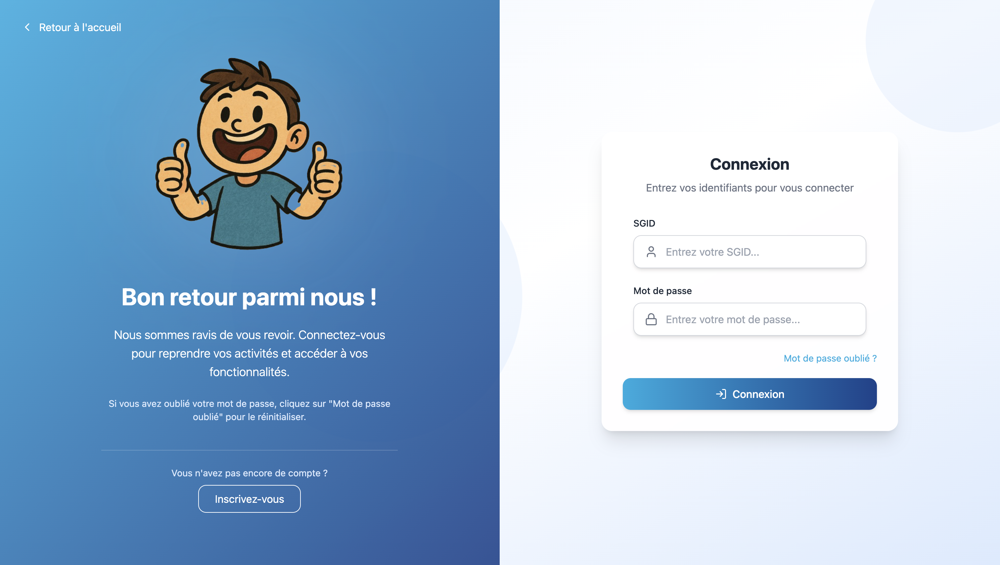 Retour à l'accueil
Bon retour parmi nous !
Nous sommes ravis de vous revoir. Connectez-vous
pour reprendre vos activités et accéder à vos
fonctionnalités.
Si vous avez oublié votre mot de passe, cliquez sur "Mot de passe
oublié" pour le réinitialiser.
Vous n'avez pas encore de compte ?
Inscrivez-vous
Connexion
Entrez vos identifiants pour vous connecter
SGID
Entrez votre SGID...
Mot de passe
Entrez votre mot de passe...
Mot de passe oublié ?
Connexion